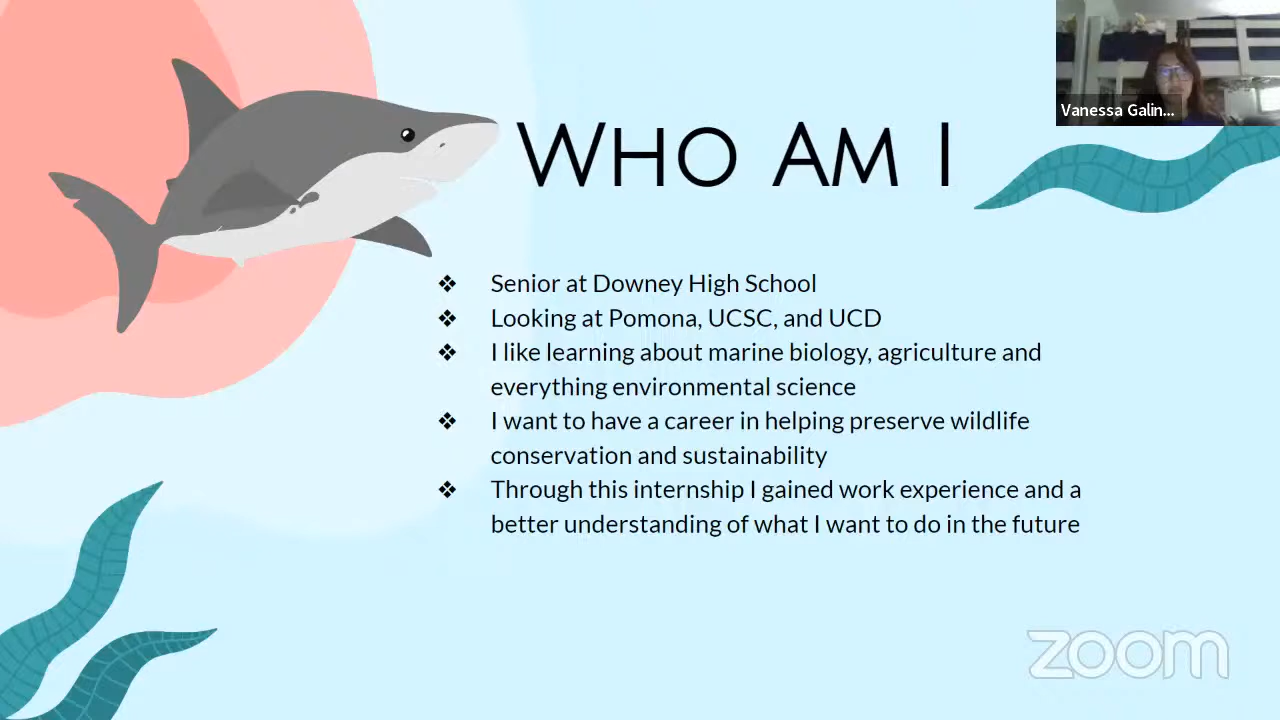 Vanessa Galin...
WHO AM I
❖ Senior at Downey High School
❖ Looking at Pomona, UCSC, and UCD
❖ I like learning about marine biology, agriculture and
everything environmental science
❖ I want to have a career in helping preserve wildlife
conservation and sustainability
❖ Through this internship I gained work experience and a
better understanding of what I want to do in the future
zoom